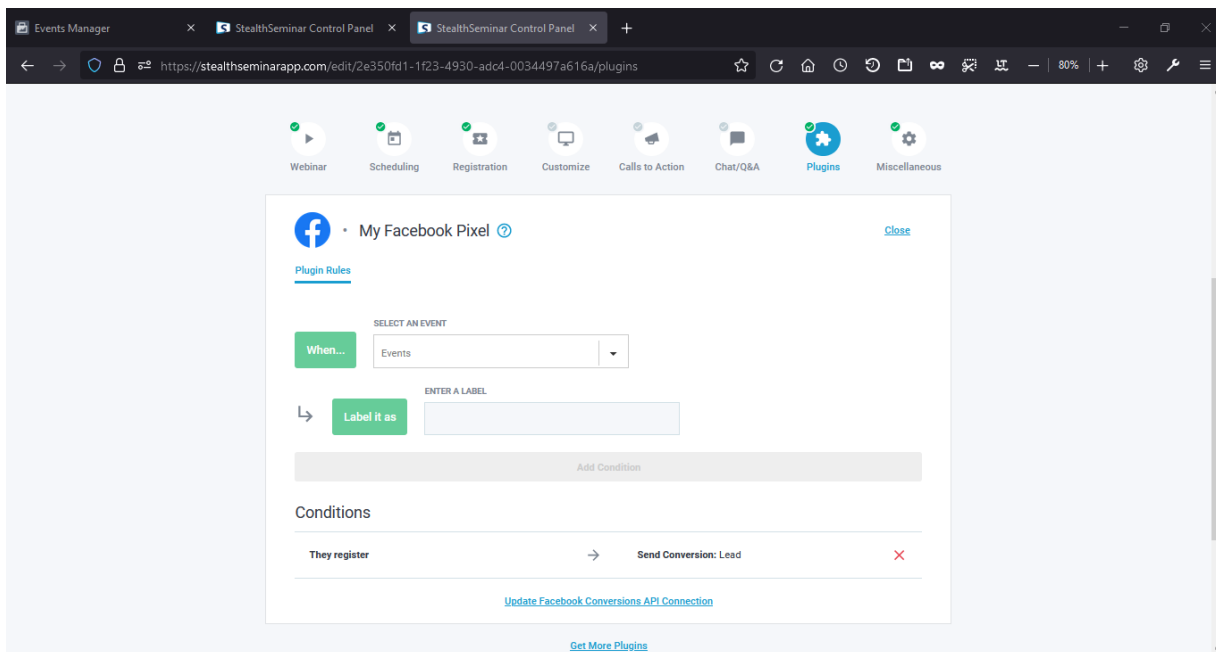 Events Manager
StealthSeminar Control Panel
StealthSeminar Control Panel
https://stealthseminarapp.com/edit/2e350fd1-1f23-4930-adc4-0034497a616a/plugins
80%
Webinar
Scheduling
Registration
Customize
Calls to Action
Chat/Q&A
Plugins
Miscellaneous
My Facebook Pixel
Close
Plugin Rules
SELECT AN EVENT
When...
Events
ENTER A LABEL
Label it as
Add Condition
Conditions
They register
Send Conversion: Lead
Update Facebook Conversions API Connection
Get More Plugins